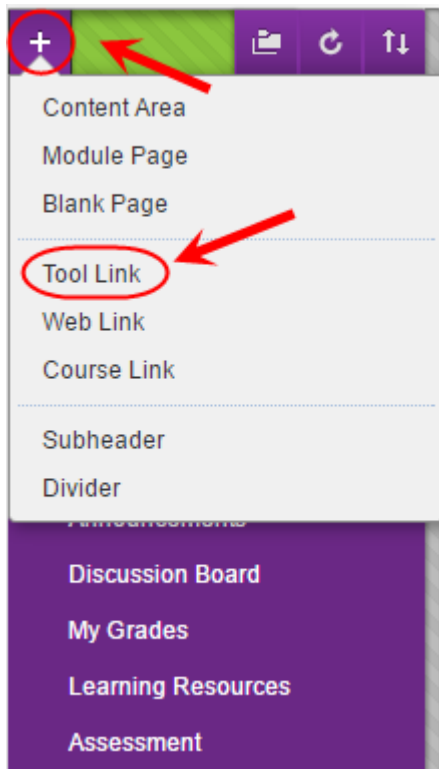 Content Area
Module Page
Blank Page
Tool Link
Web Link
Course Link
Subheader
Divider
Announcements
Discussion Board
My Grades
Learning Resources
Assessment